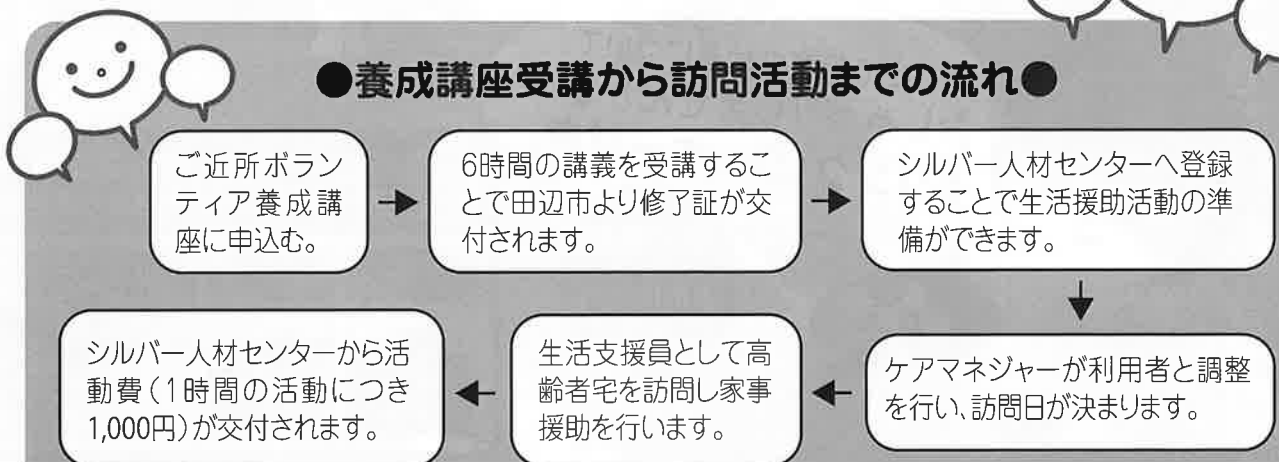 ●養成講座受講から訪問活動までの流れ●
ご近所ボラン
ティア養成講
座に申込む。
6時間の講義を受講するこ
とで田辺市より修了証が交
付されます。
シルバー人材センターへ登録
することで生活援助活動の準
備ができます。
ケアマネジャーが利用者と調整
を行い、訪問日が決まります。
生活支援員として高
齢者宅を訪問し家事
援助を行います。
シルバー人材センターから活
動費(1時間の活動につき
1,000円)が交付されます。